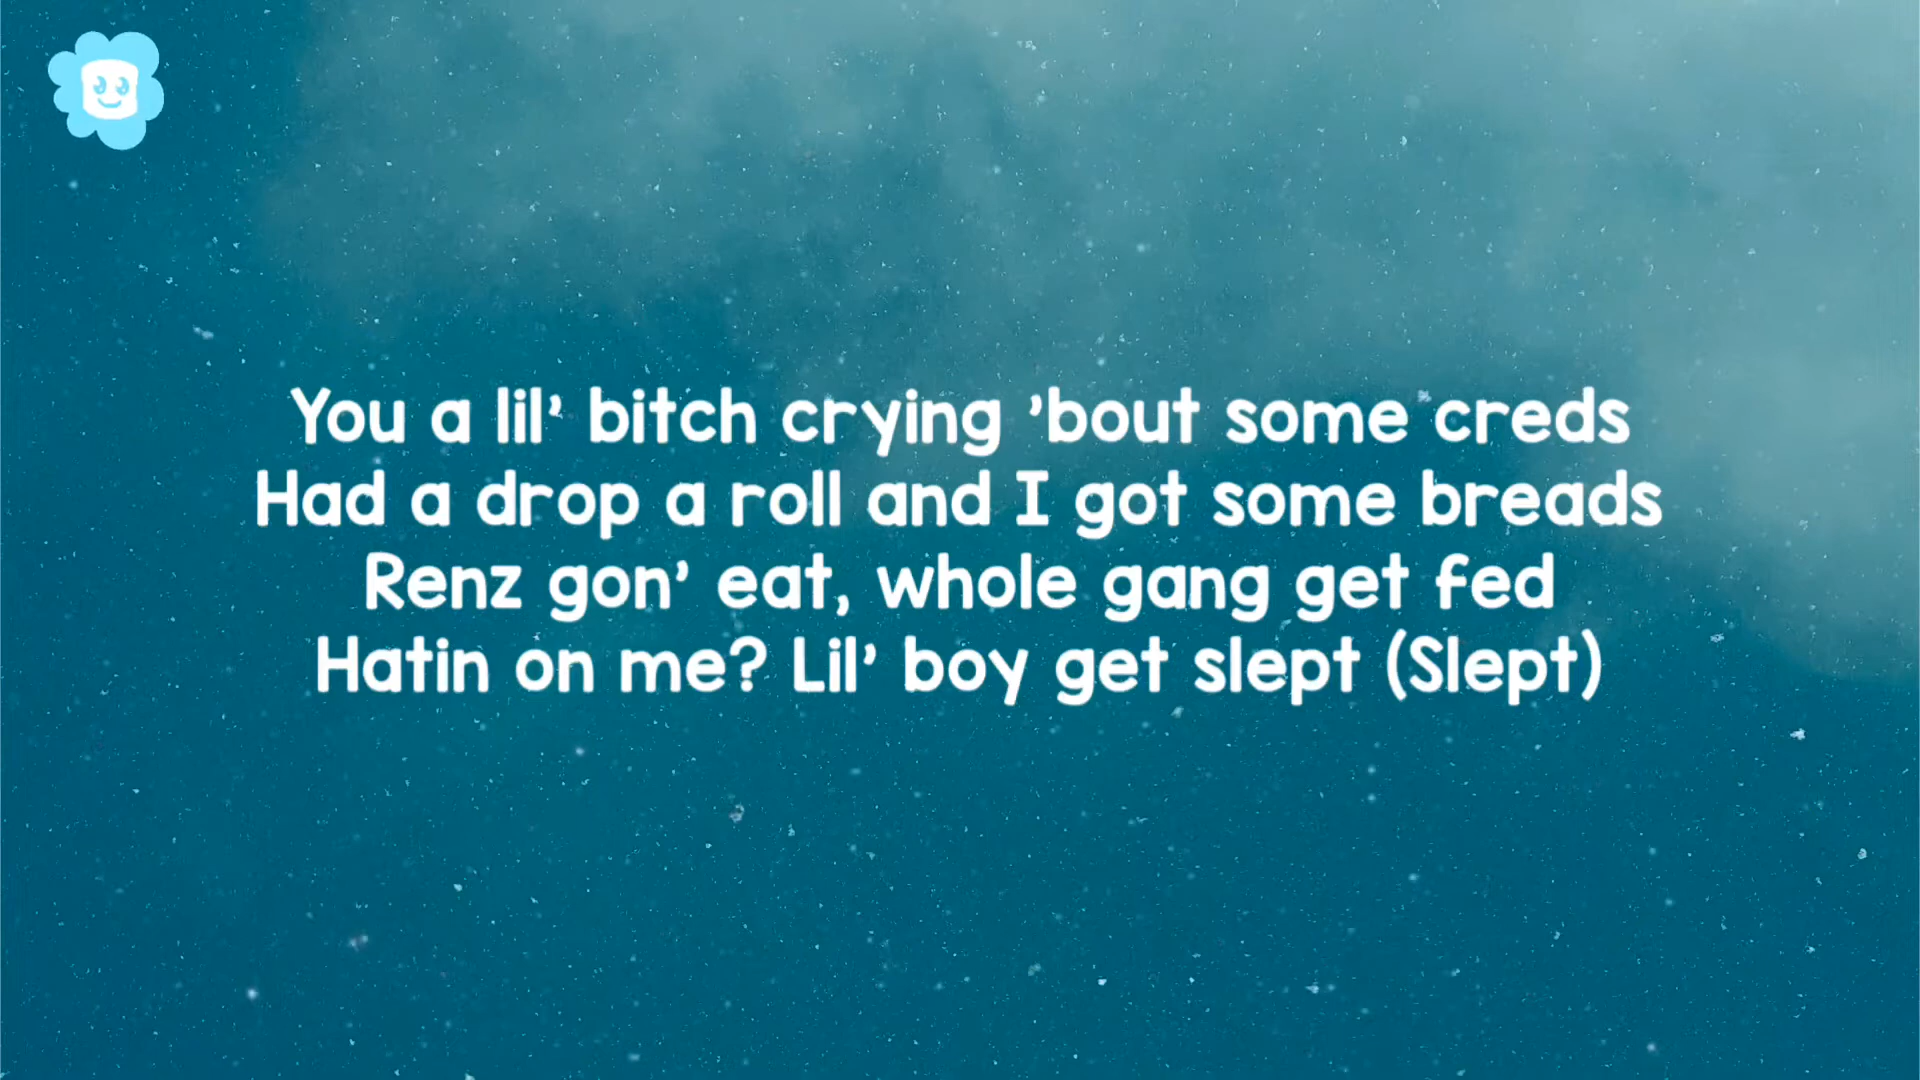 You a lil’ bitch crying ’bout some creds
Had a drop a roll and I got some breads
Renz gon’ eat, whole gang get fed
Hatin on me? Lil’ boy get slept (Slept)